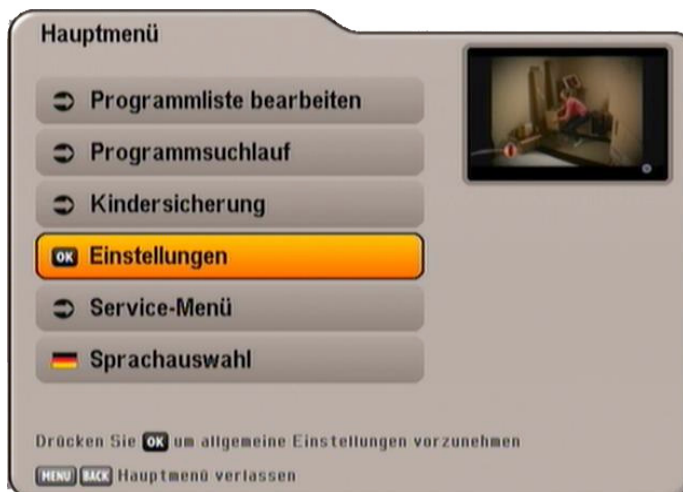 Hauptmenü
Programmliste bearbeiten
Programmsuchlauf
Kindersicherung
OK Einstellungen
Service-Menü
Sprachauswahl
Drücken Sie OK um allgemeine Einstellungen vorzunehmen
MENU BACK Hauptmenü verlassen